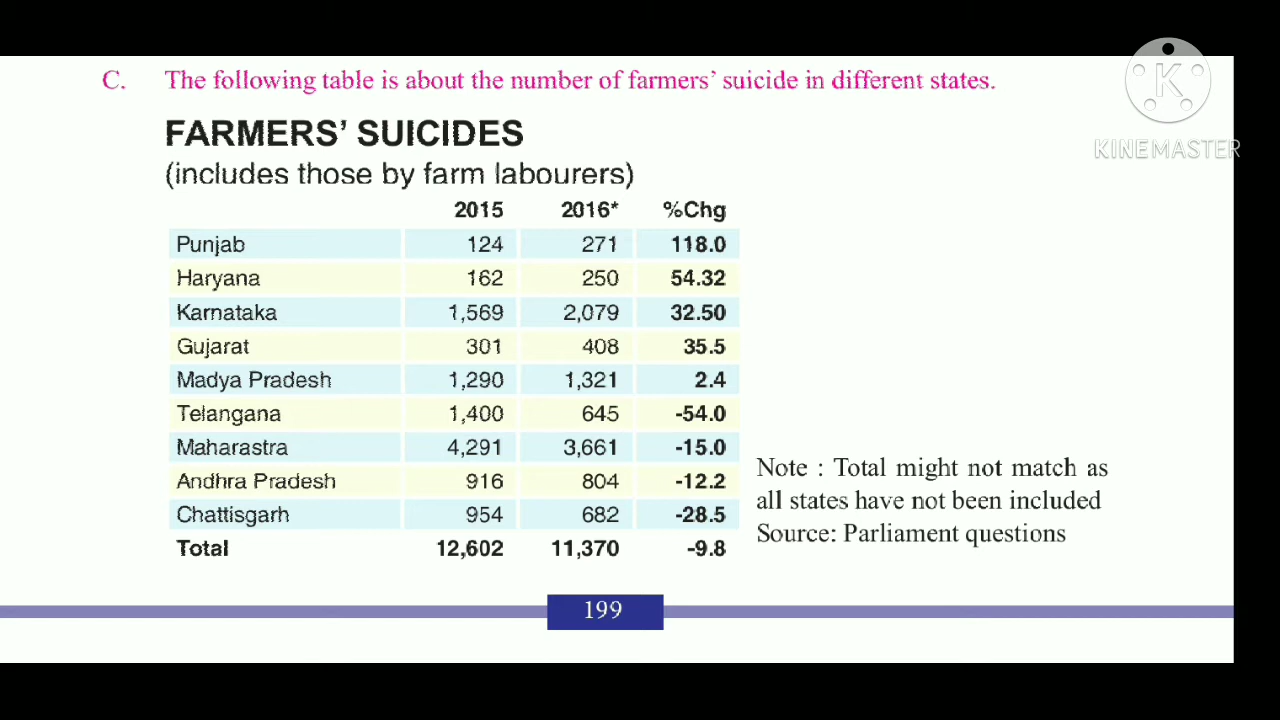 C. The following table is about the number of farmers' suicide in different states.
K
KINEMASTER
FARMERS' SUICIDES
(includes those by farm labourers)
2015 2016* %Chg
Punjab 124 271 118.0
Haryana 162 250 54.32
Karnataka 1,569 2,079 32.50
Gujarat 301 408 35.5
Madya Pradesh 1,290 1,321 2.4
Telangana 1,400 645 -54.0
Maharastra 4,291 3,661 -15.0
Andhra Pradesh 916 804 -12.2
Chattisgarh 954 682 -28.5
Total 12,602 11,370 -9.8
Note : Total might not match as
all states have not been included
Source: Parliament questions
199